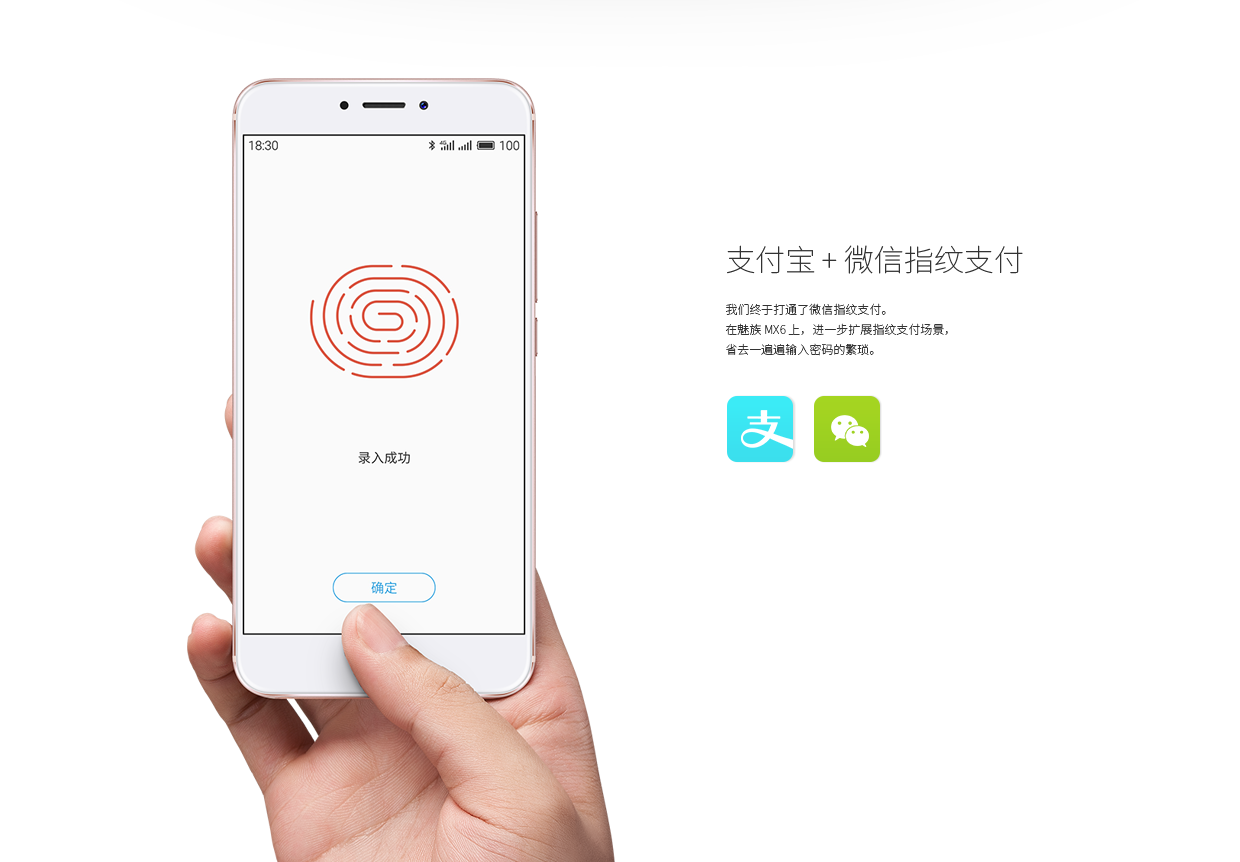 18:30
4G
100
录入成功
确定
支付宝 + 微信指纹支付
我们终于打通了微信指纹支付。
在魅族 MX6 上，进一步扩展指纹支付场景，
省去一遍遍输入密码的繁琐。
支